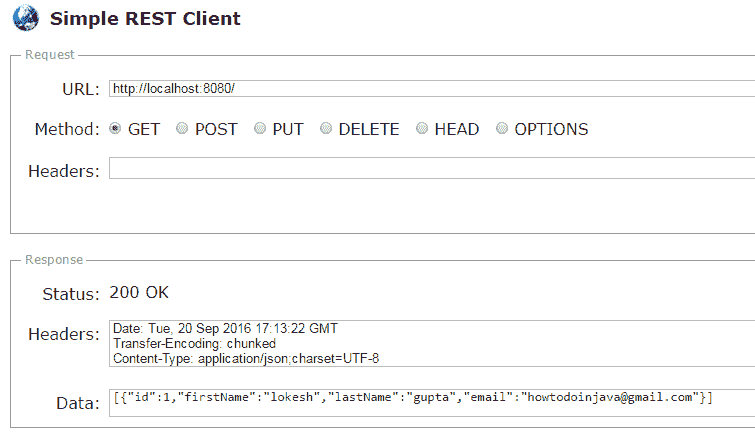 Simple REST Client
Request
URL: http://localhost:8080/
Method: GET POST PUT DELETE HEAD OPTIONS
Headers:
Response
Status: 200 OK
Headers: Date: Tue, 20 Sep 2016 17:13:22 GMT
Transfer-Encoding: chunked
Content-Type: application/json;charset=UTF-8
Data: [{"id":1,"firstName":"lokesh","lastName":"gupta","email":"howtodoinjava@gmail.com"}]